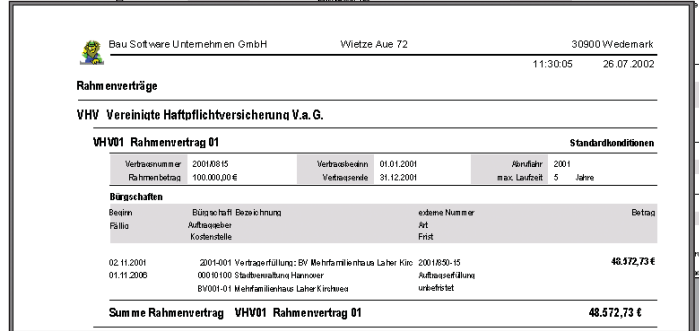 Bau Software Unternehmen GmbH Wietze Aue 72 30900 Wedemark
11:30:05 26.07.2002
Rahmenverträge
VHV Vereinigte Haftpflichtversicherung V.a.G.
VHV01 Rahmenvertrag 01 Standardkonditionen
Vertragsnummer 2001/0815 Vertragsbeginn 01.01.2001 Abrufjahr 2001
Rahmenbetrag 100.000,00 € Vertragsende 31.12.2001 max. Laufzeit 5 Jahre
Bürgschaften
Beginn Bürgschaft Bezeichnung externe Nummer Betrag
Fällig Auftraggeber Art
Kostenstelle Frist
02.11.2001 2001-001 Vertragerfüllung: BV Mehrfamilienhaus Laher Kirc 2001/850-15 48.572,73 €
01.11.2006 00010100 Stadtverwaltung Hannover Auftragserfüllung
BV001-01 Mehrfamilienhaus Laher Kirchweg unbefristet
Summe Rahmenvertrag VHV01 Rahmenvertrag 01 48.572,73 €